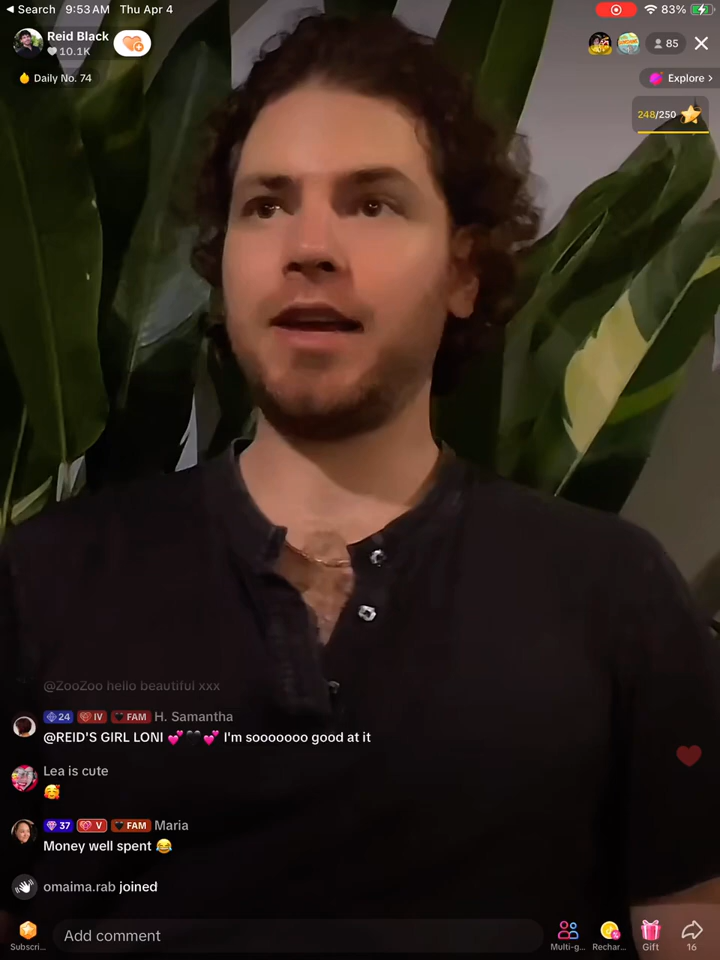 ◀ Search 9:53 AM Thu Apr 4 83%
Reid Black
10.1K
85
Daily No. 74
Explore >
248/250
@ZooZoo hello beautiful xxx
24 IV FAM H. Samantha
@REID'S GIRL LONI 💕🖤💕 I'm sooooooo good at it
Lea is cute
🥰
37 V FAM Maria
Money well spent 😂
omaima.rab joined
Add comment
Subscri...
Multi-g...
Rechar...
Gift
16